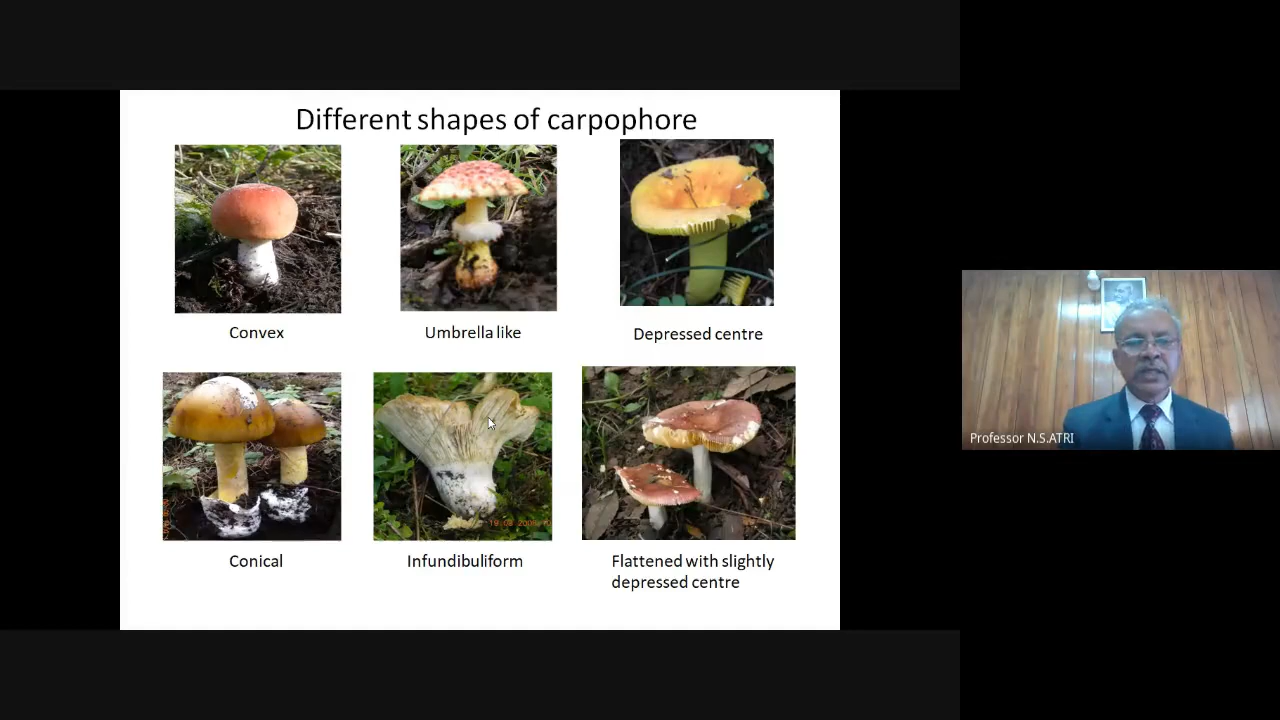 Different shapes of carpophore
Convex
Umbrella like
Depressed centre
Conical
Infundibuliform
Flattened with slightly
depressed centre
Professor N.S.ATRI